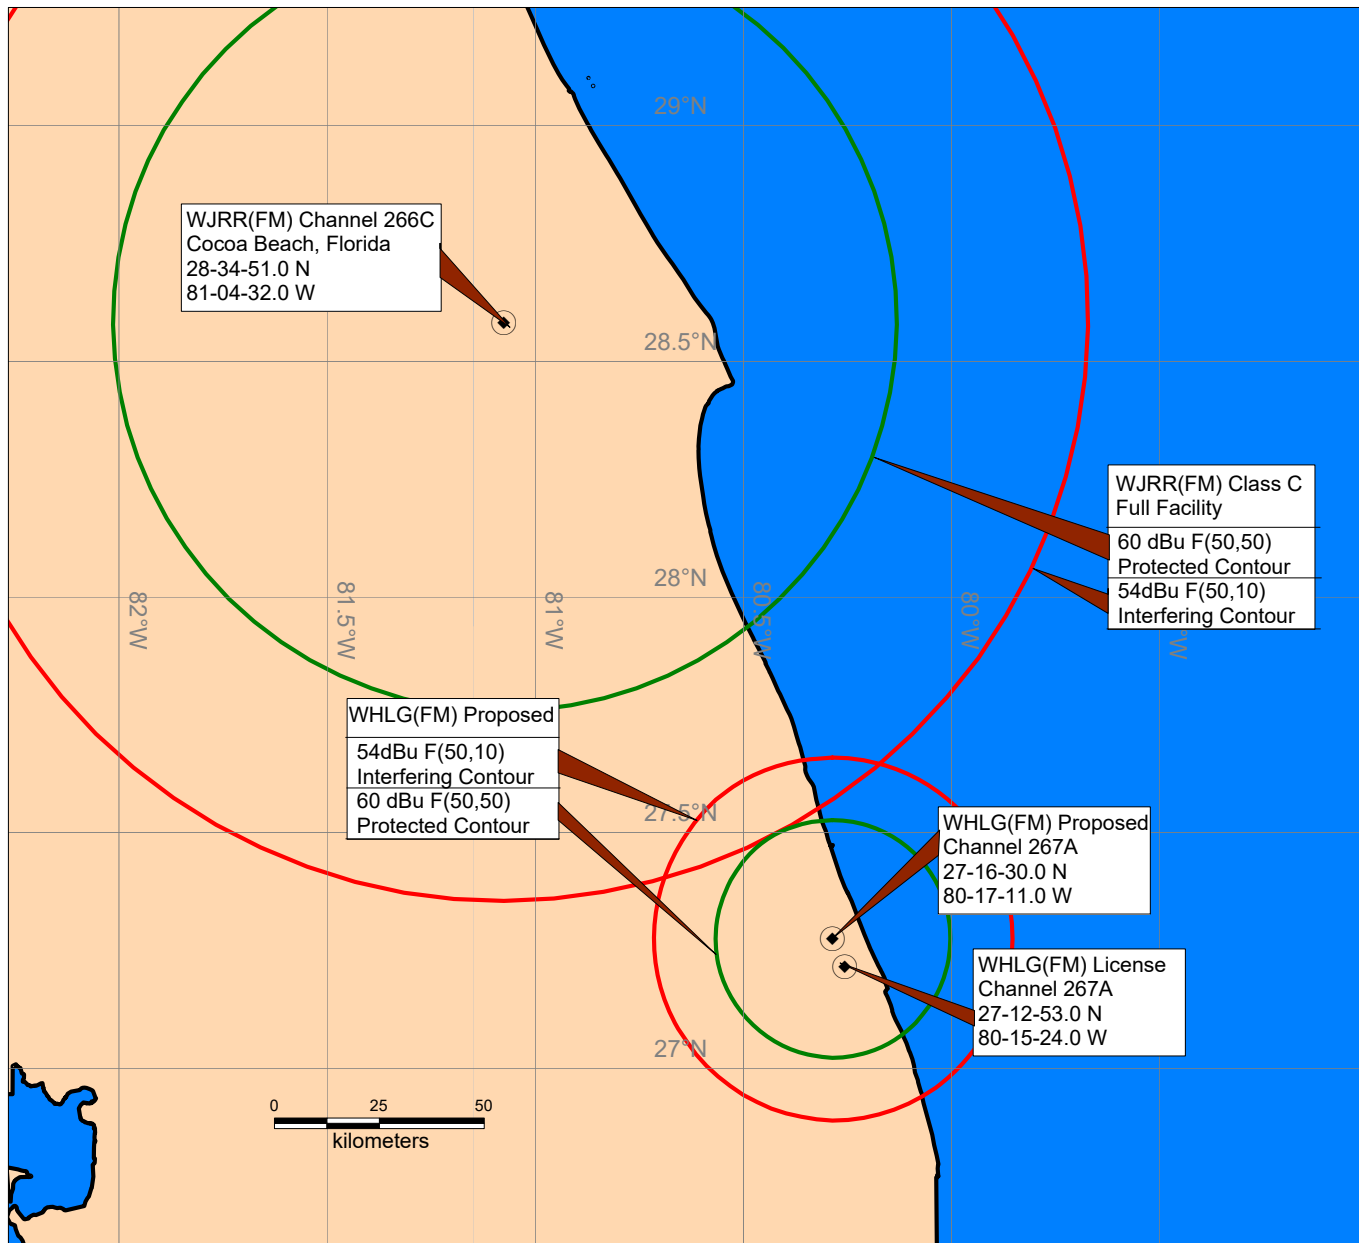 29°N
WJRR(FM) Channel 266C
Cocoa Beach, Florida
28-34-51.0 N
81-04-32.0 W
28.5°N
WJRR(FM) Class C
Full Facility
60 dBu F(50,50)
Protected Contour
54dBu F(50,10)
Interfering Contour
28°N
82°W
81.5°W
81°W
80.5°W
80°W
°W
WHLG(FM) Proposed
54dBu F(50,10)
Interfering Contour
60 dBu F(50,50)
Protected Contour
27.5°N
WHLG(FM) Proposed
Channel 267A
27-16-30.0 N
80-17-11.0 W
WHLG(FM) License
Channel 267A
27-12-53.0 N
80-15-24.0 W
27°N
0 25 50
kilometers